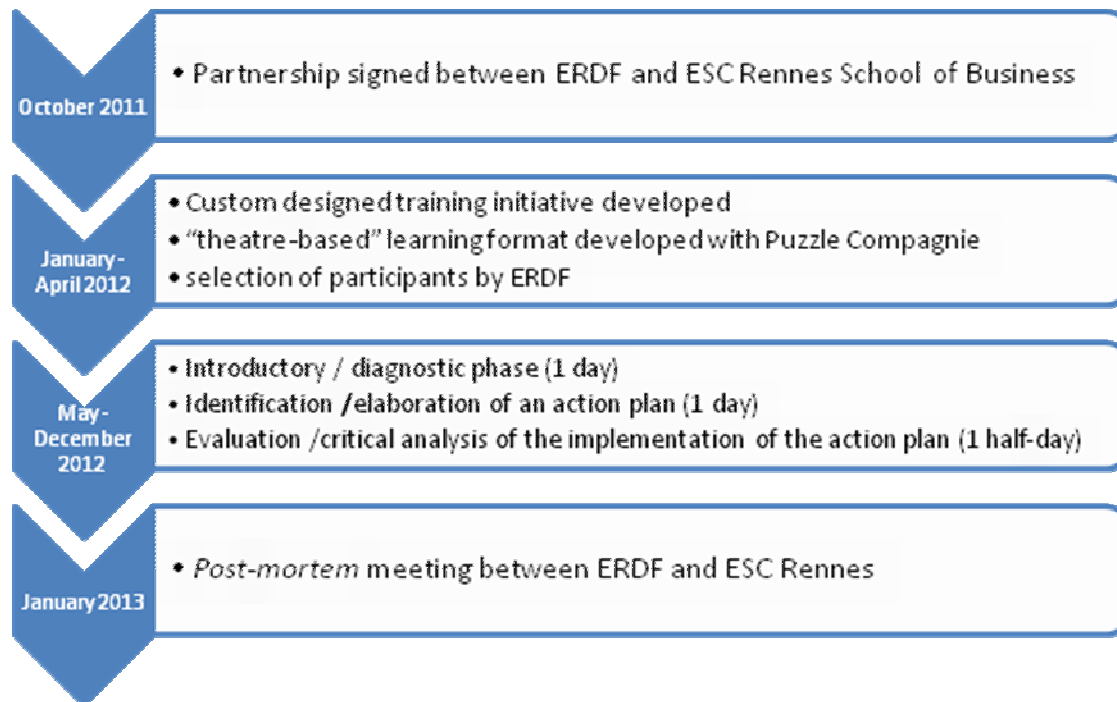 October 2011
• Partnership signed between ERDF and ESC Rennes School of Business
January-
April 2012
• Custom designed training initiative developed
• “theatre-based” learning format developed with Puzzle Compagnie
• selection of participants by ERDF
May-
December
2012
• Introductory / diagnostic phase (1 day)
• Identification /elaboration of an action plan (1 day)
• Evaluation /critical analysis of the implementation of the action plan (1 half-day)
January 2013
• Post-mortem meeting between ERDF and ESC Rennes